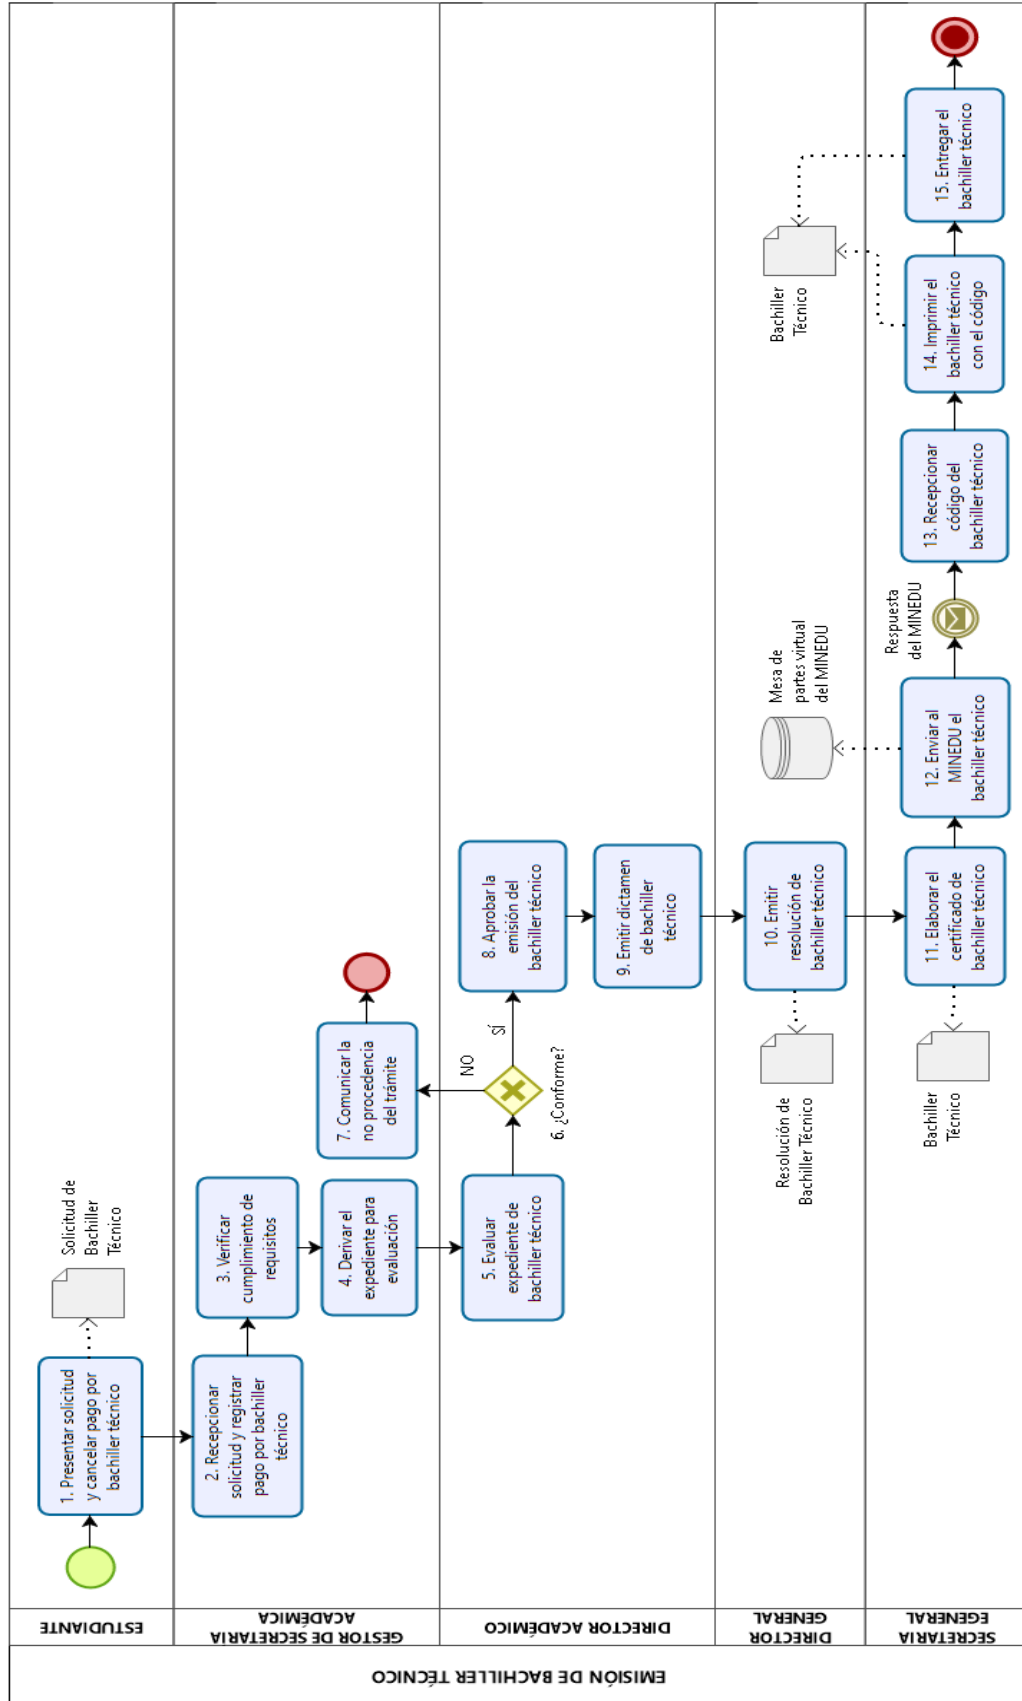 EMISIÓN DE BACHILLER TÉCNICO
ESTUDIANTE
1. Presentar solicitud
y cancelar pago por
bachiller técnico
Solicitud de
Bachiller
Técnico
GESTOR DE SECRETARIA
ACADÉMICA
2. Recepcionar
solicitud y registrar
pago por bachiller
técnico
3. Verificar
cumplimiento de
requisitos
4. Derivar el
expediente para
evaluación
7. Comunicar la
no procedencia
del trámite
DIRECTOR ACADÉMICO
5. Evaluar
expediente de
bachiller técnico
6. ¿Conforme?
NO
SÍ
8. Aprobar la
emisión del
bachiller técnico
9. Emitir dictamen
de bachiller
técnico
DIRECTOR
GENERAL
10. Emitir
resolución de
bachiller técnico
Resolución de
Bachiller Técnico
Mesa de
partes virtual
del MINEDU
Bachiller
Técnico
SECRETARIA
EGENERAL
11. Elaborar el
certificado de
bachiller técnico
Bachiller
Técnico
12. Enviar al
MINEDU el
bachiller técnico
Respuesta
del MINEDU
13. Recepcionar
código del
bachiller técnico
14. Imprimir el
bachiller técnico
con el código
15. Entregar el
bachiller técnico